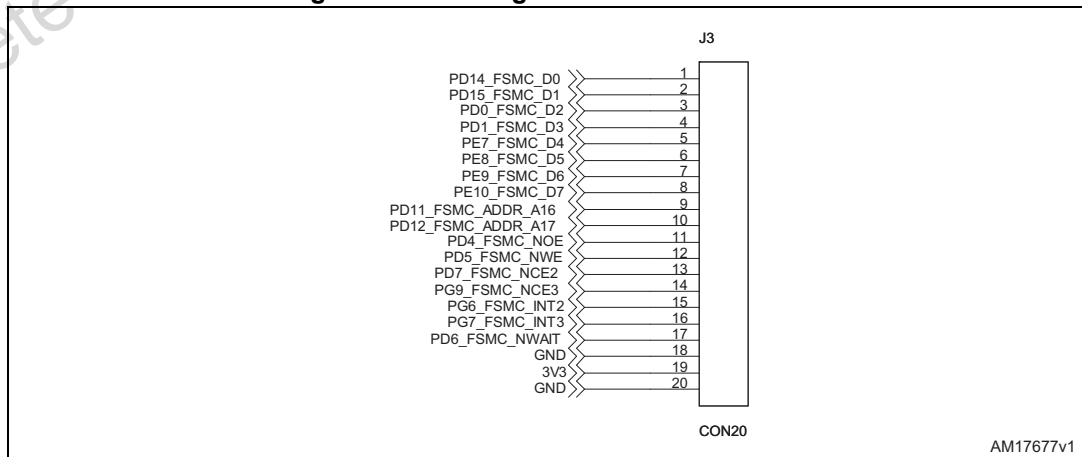 J3
PD14_FSMC_D0 1
PD15_FSMC_D1 2
PD0_FSMC_D2 3
PD1_FSMC_D3 4
PE7_FSMC_D4 5
PE8_FSMC_D5 6
PE9_FSMC_D6 7
PE10_FSMC_D7 8
PD11_FSMC_ADDR_A16 9
PD12_FSMC_ADDR_A17 10
PD4_FSMC_NOE 11
PD5_FSMC_NWE 12
PD7_FSMC_NCE2 13
PG9_FSMC_NCE3 14
PG6_FSMC_INT2 15
PG7_FSMC_INT3 16
PD6_FSMC_NWAIT 17
GND 18
3V3 19
GND 20
CON20
AM17677v1